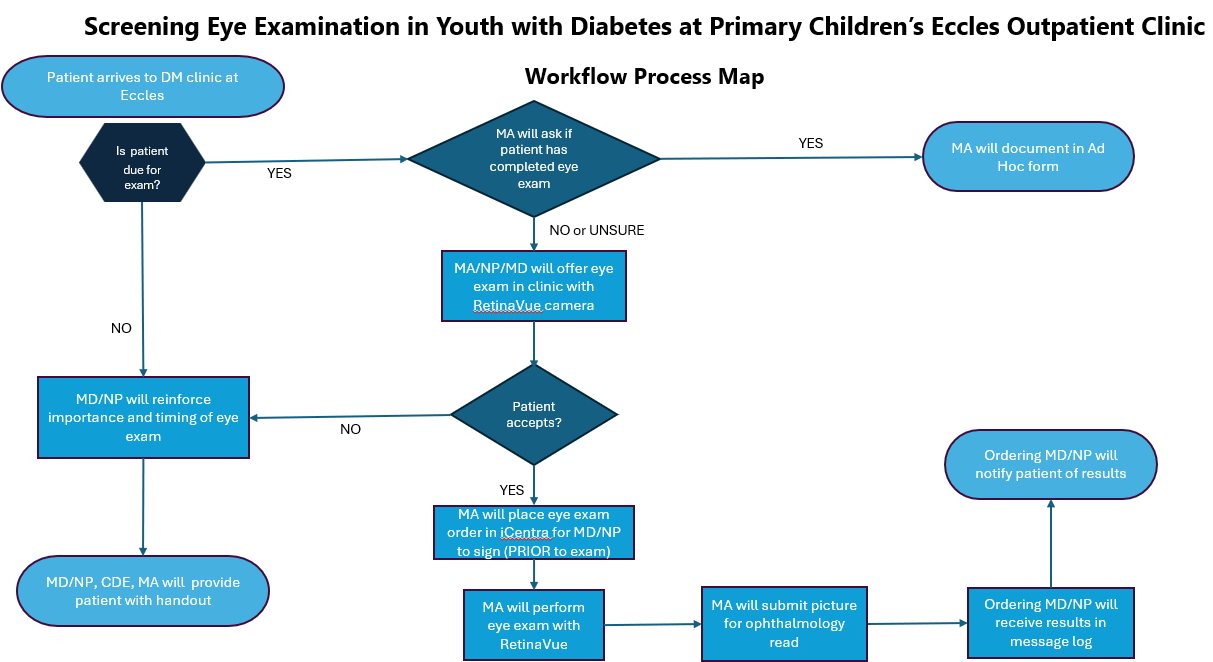 Screening Eye Examination in Youth with Diabetes at Primary Children’s Eccles Outpatient Clinic
Workflow Process Map
Patient arrives to DM clinic at
Eccles
Is patient
due for
exam?
YES
MA will ask if
patient has
completed eye
exam
YES
MA will document in Ad
Hoc form
NO or UNSURE
MA/NP/MD will offer eye
exam in clinic with
RetinaVue camera
NO
MD/NP will reinforce
importance and timing of eye
exam
NO
Patient
accepts?
YES
MA will place eye exam
order in iCentra for MD/NP
to sign (PRIOR to exam)
MD/NP, CDE, MA will provide
patient with handout
MA will perform
eye exam with
RetinaVue
MA will submit picture
for ophthalmology
read
Ordering MD/NP will
receive results in
message log
Ordering MD/NP will
notify patient of results